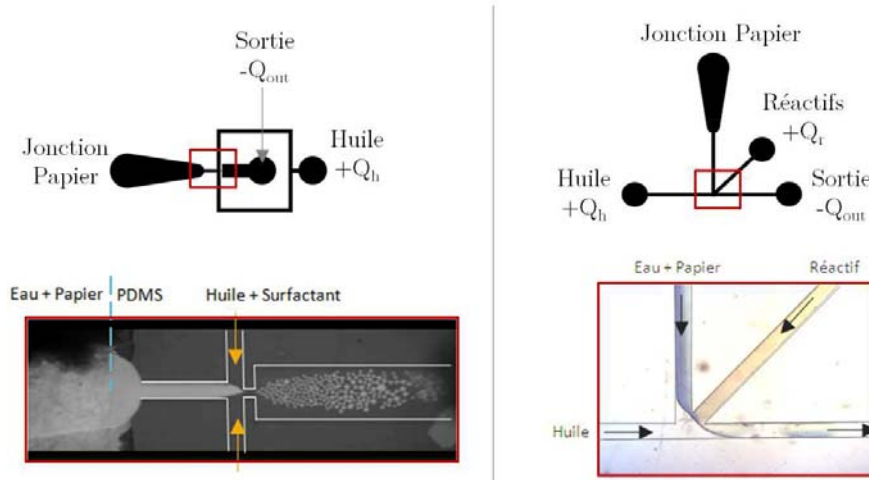 Sortie
-Qout
Jonction
Papier
Huile
+Qh
Eau + Papier
PDMS
Huile + Surfactant
Jonction Papier
Réactifs
+Qr
Huile
+Qh
Sortie
-Qout
Eau + Papier
Réactif
Huile